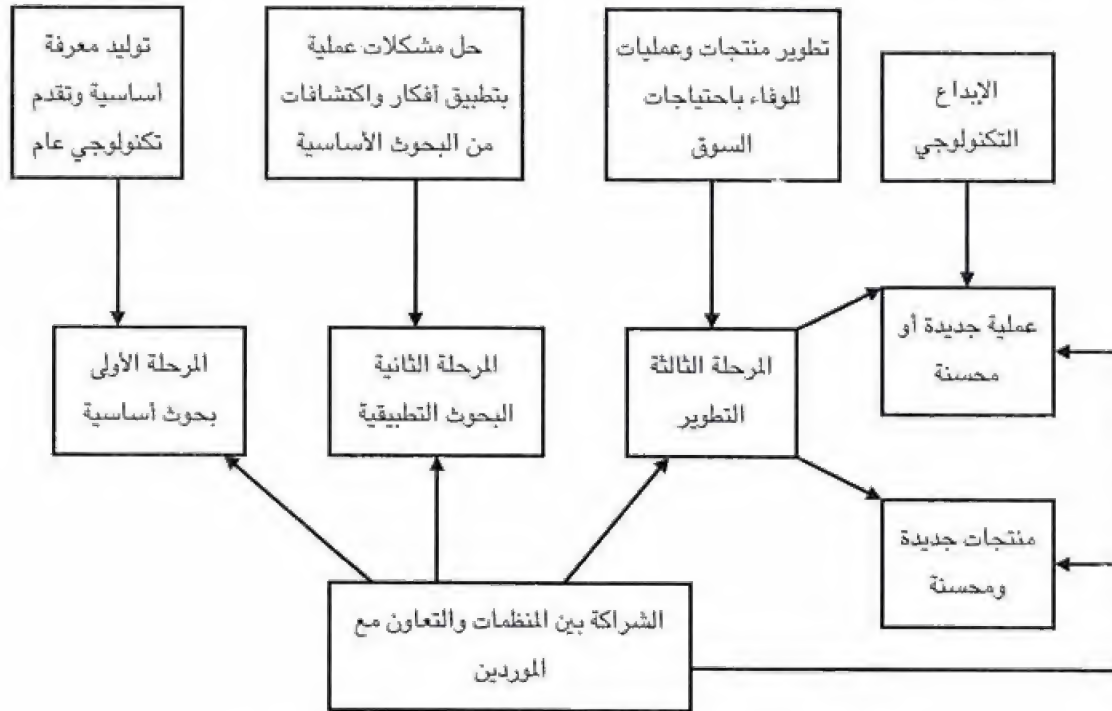 توليد معرفة
أساسية وتقدم
تكنولوجي عام
حل مشكلات عملية
بتطبيق أفكار واكتشافات
من البحوث الأساسية
تطوير منتجات وعمليات
للوفاء باحتياجات
السوق
الإبداع
التكنولوجي
المرحلة الأولى
بحوث أساسية
المرحلة الثانية
البحوث التطبيقية
المرحلة الثالثة
التطوير
عملية جديدة أو
محسنة
منتجات جديدة
ومحسنة
الشراكة بين المنظمات والتعاون مع
الموردين